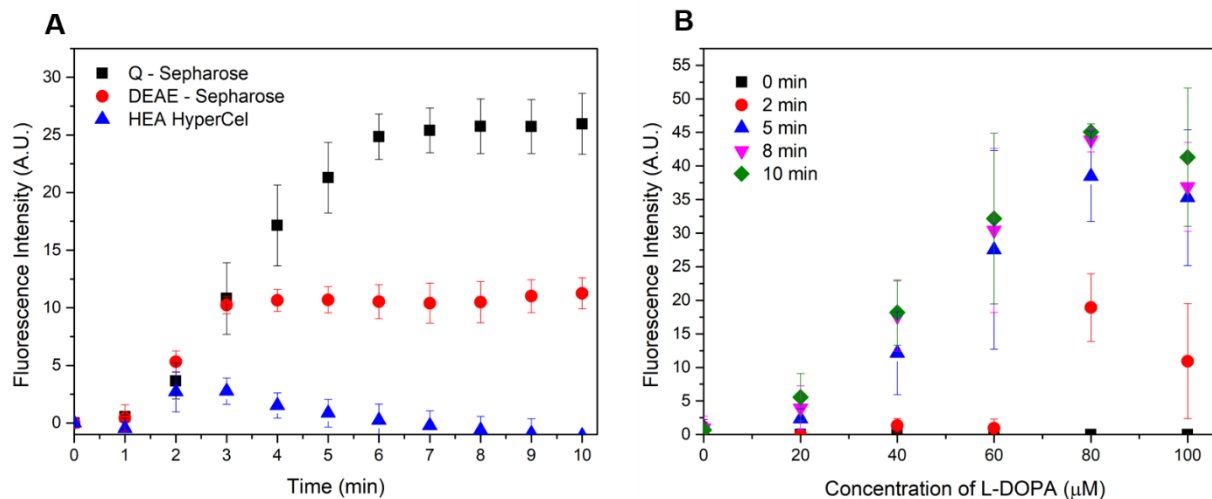 A
Q - Sepharose
DEAE - Sepharose
HEA HyperCel
Fluorescence Intensity (A.U.)
30
25
20
15
10
5
0
0 1 2 3 4 5 6 7 8 9 10
Time (min)
B
0 min
2 min
5 min
8 min
10 min
Fluorescence Intensity (A.U.)
55
50
45
40
35
30
25
20
15
10
5
0
0 20 40 60 80 100
Concentration of L-DOPA (µM)